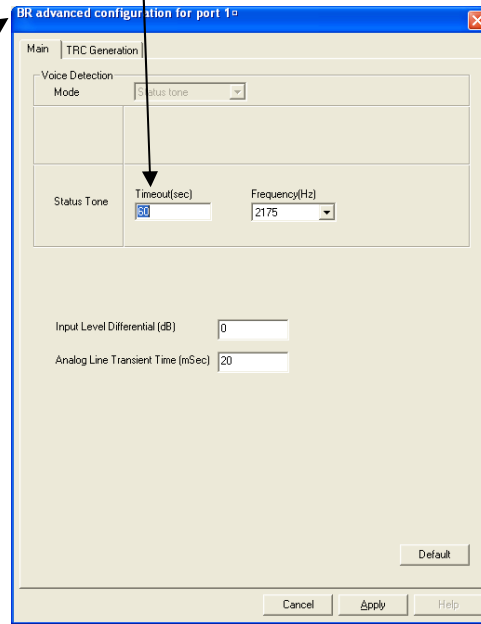 BR advanced configuration for port 1
Main TRC Generation
Voice Detection
Mode Status tone
Timeout(sec) Frequency(Hz)
Status Tone 60 2175
Input Level Differential (dB) 0
Analog Line Transient Time (mSec) 20
Default
Cancel Apply Help